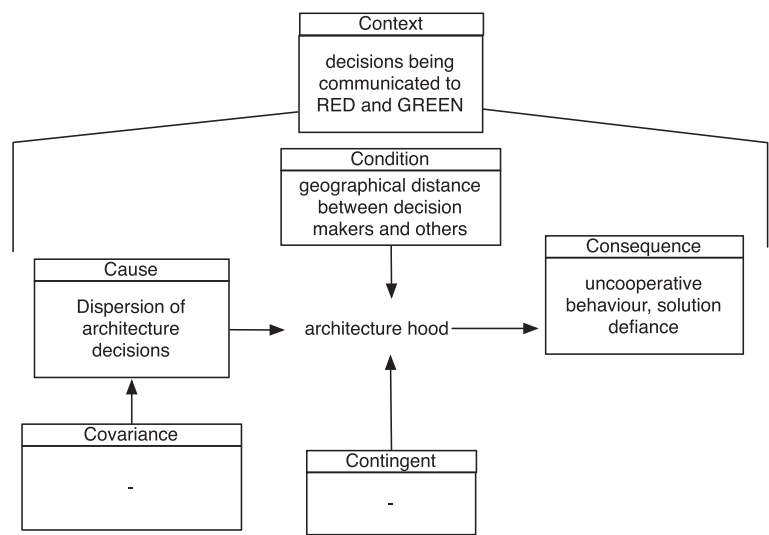 Context
decisions being
communicated to
RED and GREEN
Condition
geographical distance
between decision
makers and others
Consequence
uncooperative
behaviour, solution
defiance
Cause
Dispersion of
architecture
decisions
architecture hood
Covariance
-
Contingent
-